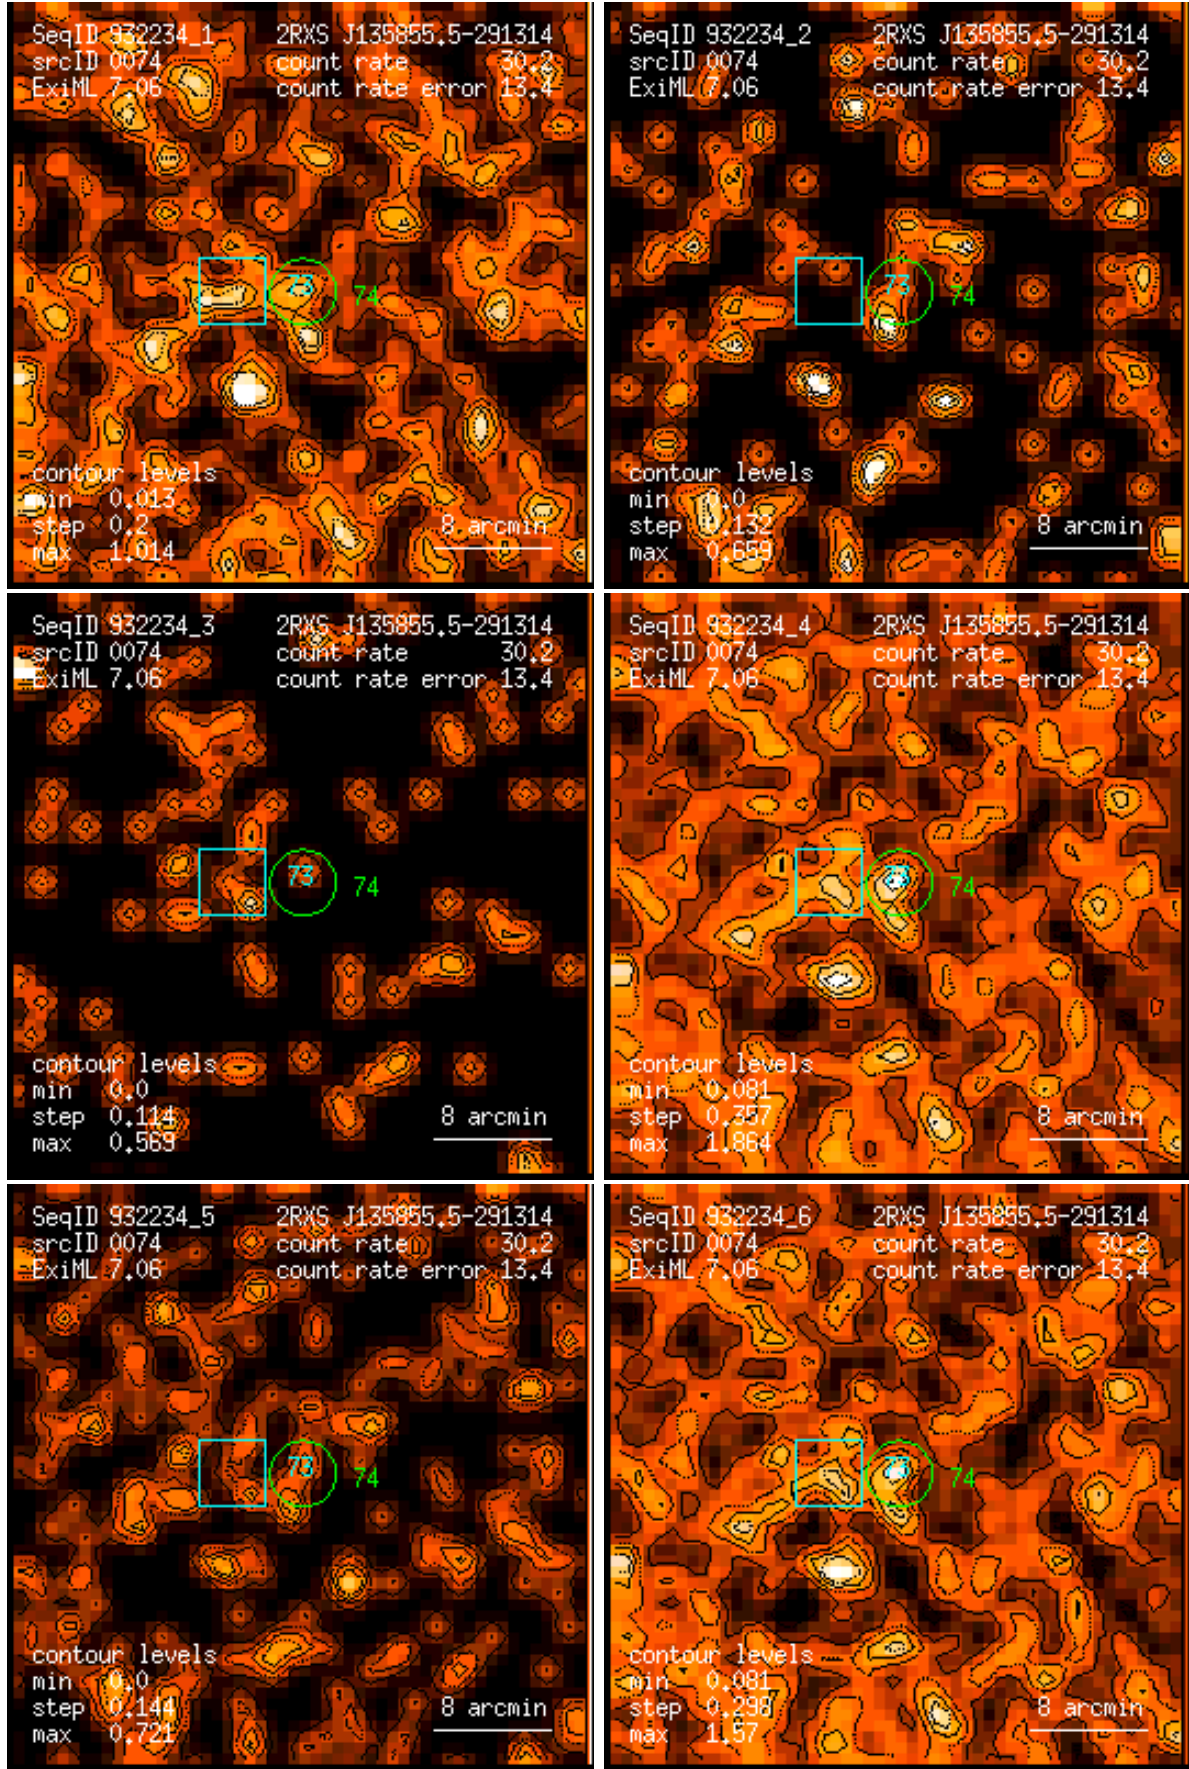 SeqID 932234_1 2RXS J135855.5-291314
srcID 0074 count rate 30.2
ExiML 7.06 count rate error 13.4
73 74
contour levels
min 0.013
step 0.2
max 1.014
8 arcmin
SeqID 932234_2 2RXS J135855.5-291314
srcID 0074 count rate 30.2
ExiML 7.06 count rate error 13.4
73 74
contour levels
min 0.0
step 0.132
max 0.659
8 arcmin
SeqID 932234_3 2RXS J135855.5-291314
srcID 0074 count rate 30.2
ExiML 7.06 count rate error 13.4
73 74
contour levels
min 0.0
step 0.114
max 0.569
8 arcmin
SeqID 932234_4 2RXS J135855.5-291314
srcID 0074 count rate 30.2
ExiML 7.06 count rate error 13.4
73 74
contour levels
min 0.081
step 0.357
max 1.864
8 arcmin
SeqID 932234_5 2RXS J135855.5-291314
srcID 0074 count rate 30.2
ExiML 7.06 count rate error 13.4
73 74
contour levels
min 0.0
step 0.144
max 0.721
8 arcmin
SeqID 932234_6 2RXS J135855.5-291314
srcID 0074 count rate 30.2
ExiML 7.06 count rate error 13.4
73 74
contour levels
min 0.081
step 0.298
max 1.57
8 arcmin